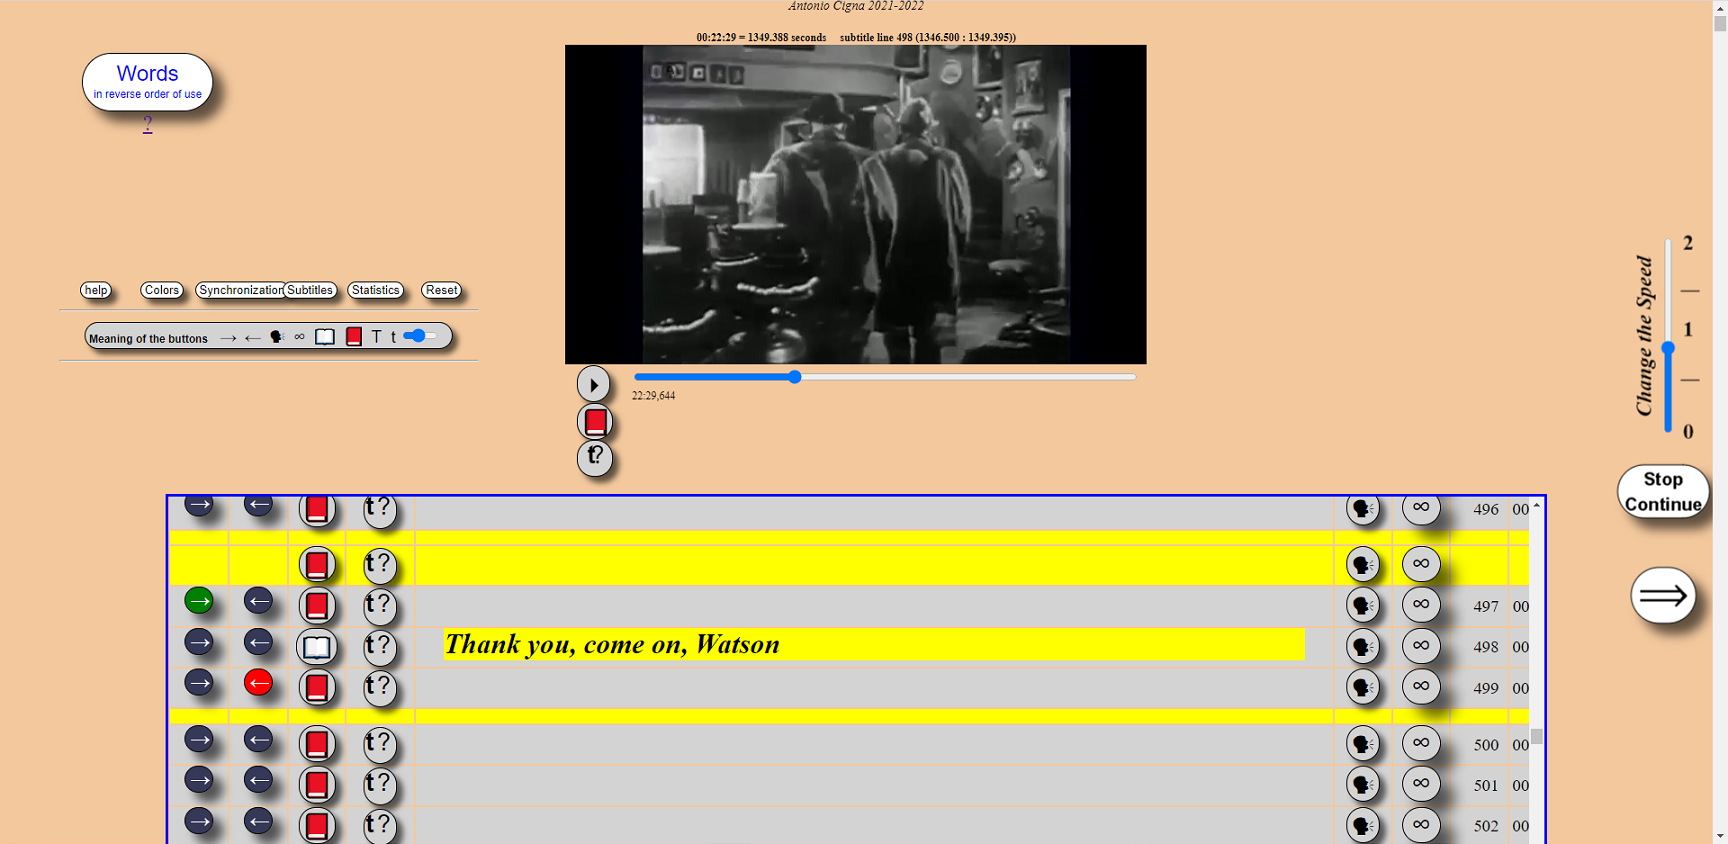 Antonio Cigna 2021-2022
00:22:29 = 1349.388 seconds subtitle line 498 (1346.500 : 1349.395))
Words
in reverse order of use
?
help Colors Synchronization Subtitles Statistics Reset
Meaning of the buttons → ← ∞ T t
22:29,644
t?
2
1
0
Change the Speed
Stop
Continue
⇒
→ ← t? ∞ 496 00
t? ∞
→ ← t? ∞ 497 00
→ ← t? Thank you, come on, Watson ∞ 498 00
→ ← t? ∞ 499 00
→ ← t? ∞ 500 00
→ ← t? ∞ 501 00
→ ← t? ∞ 502 00